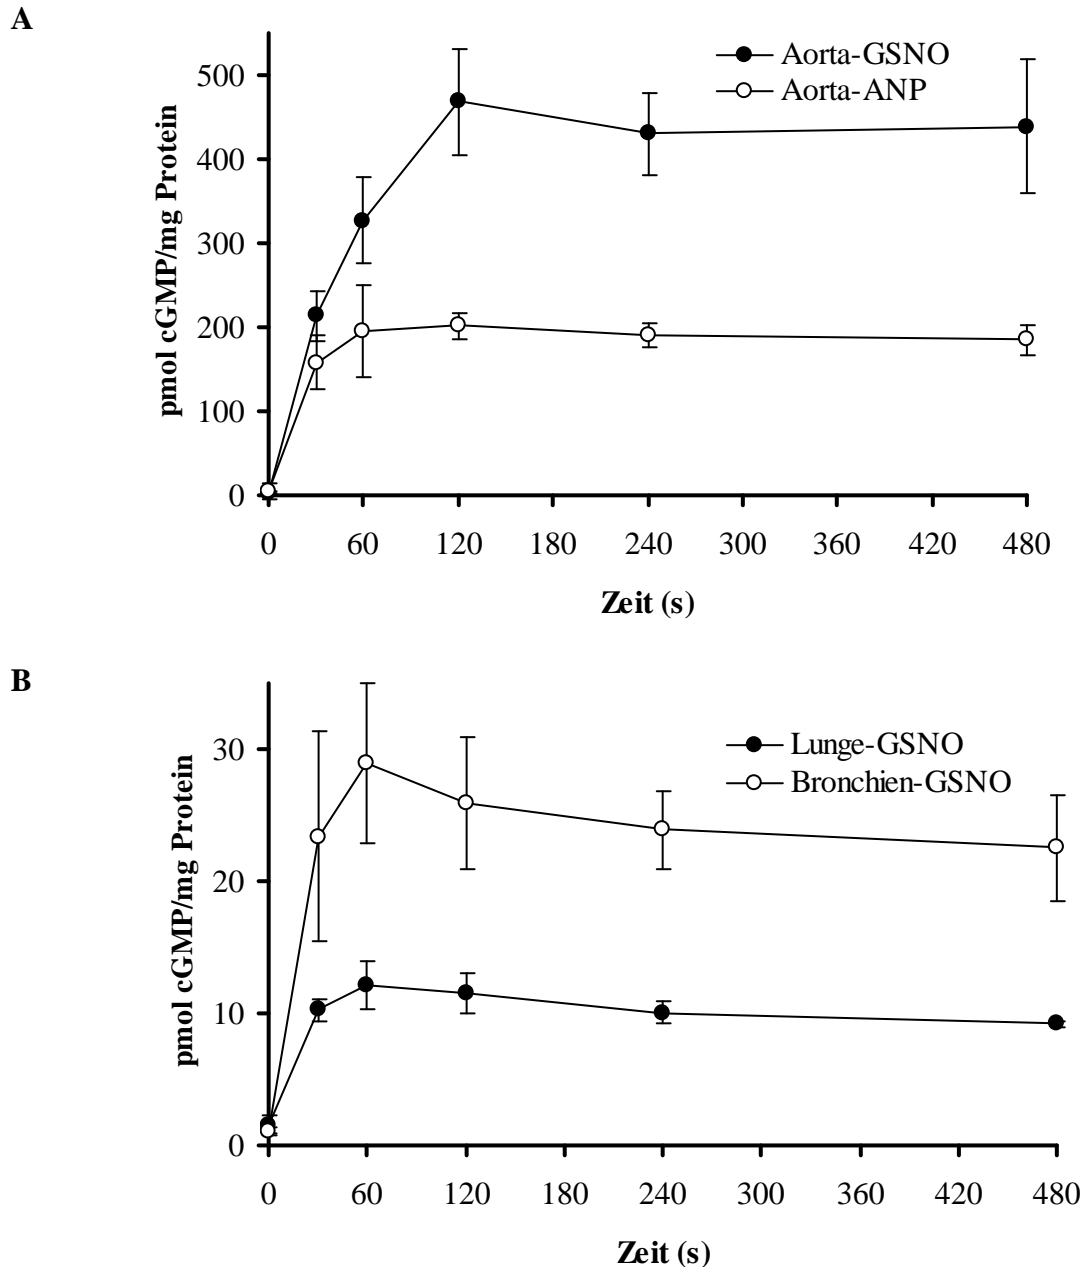 A
Aorta-GSNO
Aorta-ANP
pmol cGMP/mg Protein
500
400
300
200
100
0
0 60 120 180 240 300 360 420 480
Zeit (s)
B
Lunge-GSNO
Bronchien-GSNO
pmol cGMP/mg Protein
30
20
10
0
0 60 120 180 240 300 360 420 480
Zeit (s)